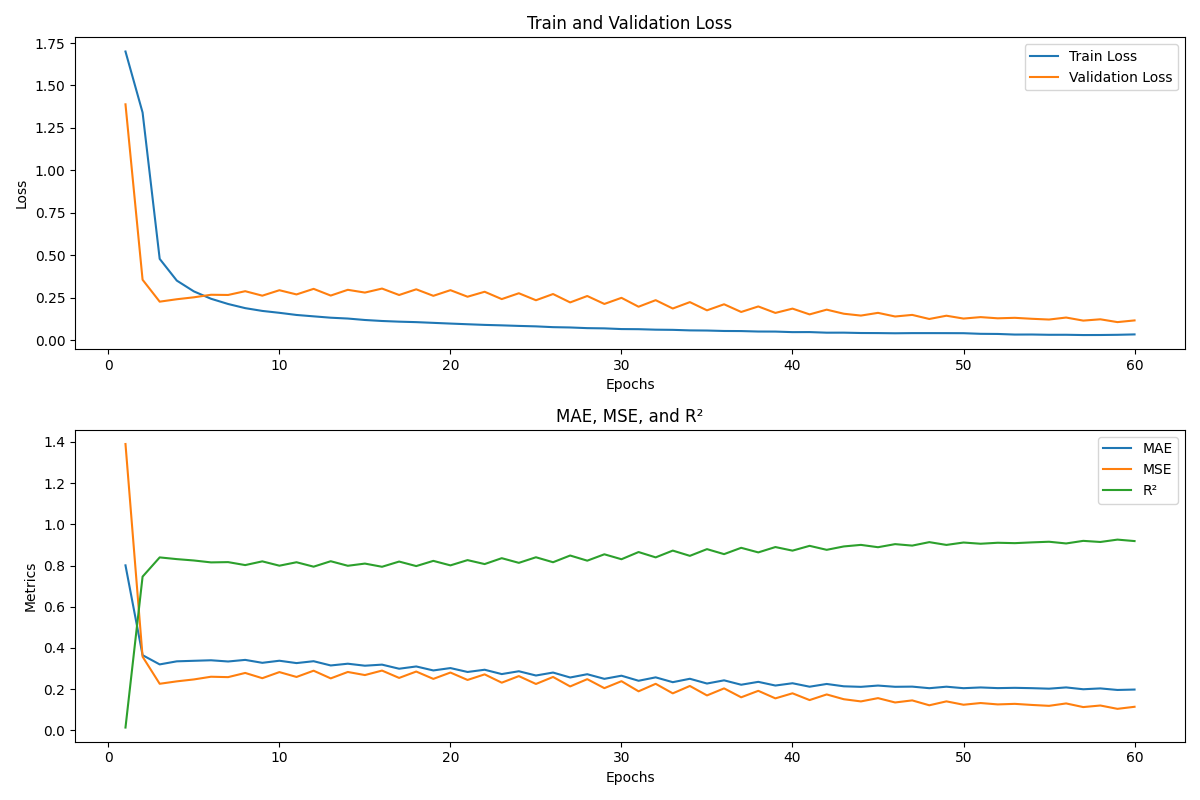 Train and Validation Loss
1.75
1.50
1.25
1.00
0.75
0.50
0.25
0.00
Loss
Train Loss
Validation Loss
0 10 20 30 40 50 60
Epochs
MAE, MSE, and R²
1.4
1.2
1.0
0.8
0.6
0.4
0.2
0.0
Metrics
MAE
MSE
R²
0 10 20 30 40 50 60
Epochs